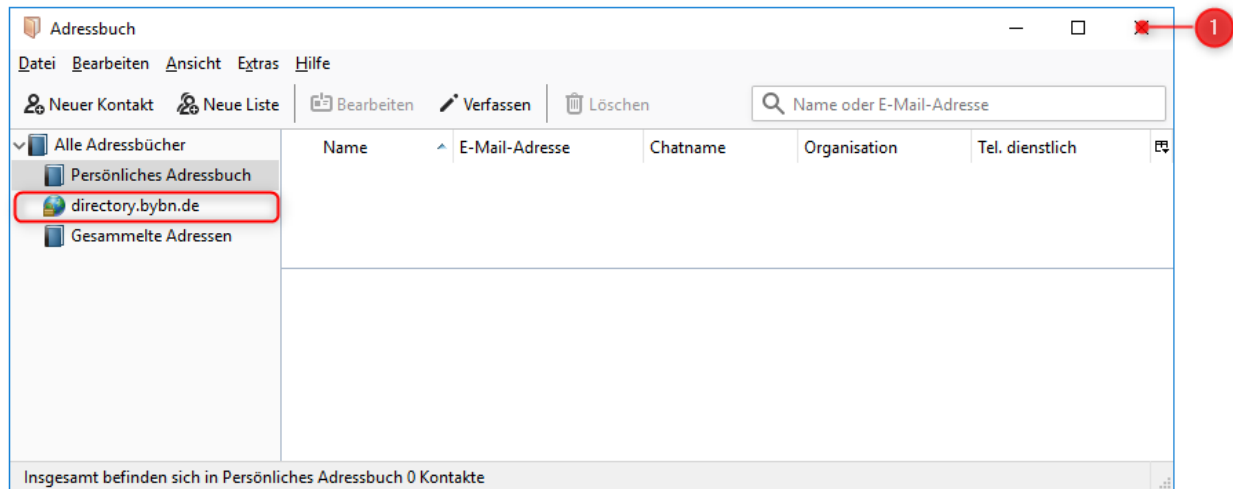 Adressbuch
1
Datei Bearbeiten Ansicht Extras Hilfe
Neuer Kontakt Neue Liste Bearbeiten Verfassen Löschen Name oder E-Mail-Adresse
Alle Adressbücher
Name E-Mail-Adresse Chatname Organisation Tel. dienstlich
Persönliches Adressbuch
directory.bybn.de
Gesammelte Adressen
Insgesamt befinden sich in Persönliches Adressbuch 0 Kontakte